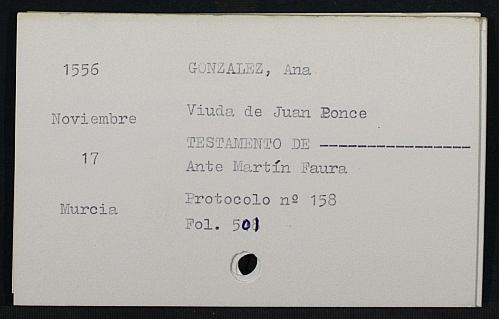 1556
GONZALEZ, Ana
Noviembre
Viuda de Juan Ponce
17
TESTAMENTO DE ----------------
Ante Martín Faura
Murcia
Protocolo nº 158
Fol. 501